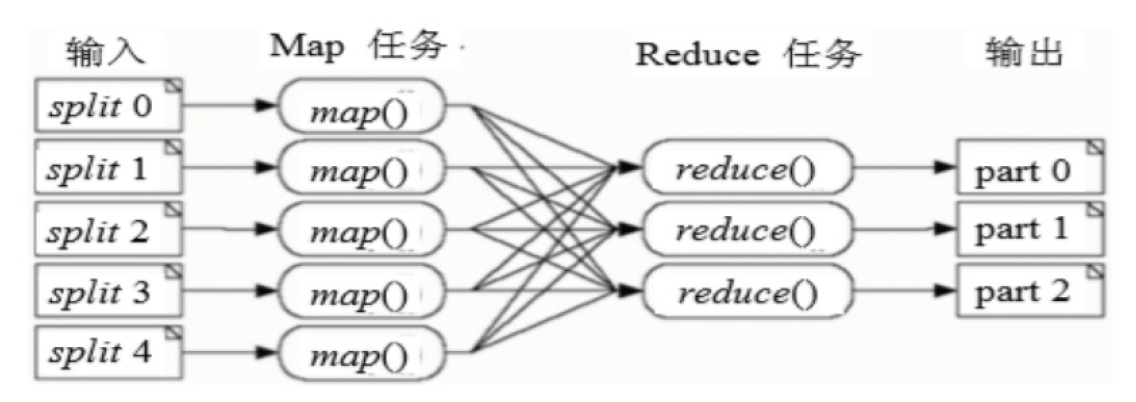 输入 Map 任务 Reduce 任务 输出
split 0 map()
split 1 map() reduce() part 0
split 2 map() reduce() part 1
split 3 map() reduce() part 2
split 4 map()